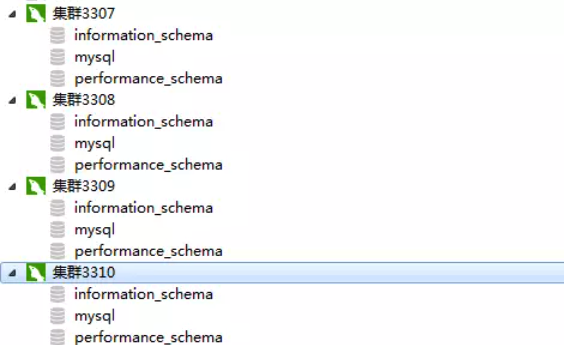 集群3307
information_schema
mysql
performance_schema
集群3308
information_schema
mysql
performance_schema
集群3309
information_schema
mysql
performance_schema
集群3310
information_schema
mysql
performance_schema